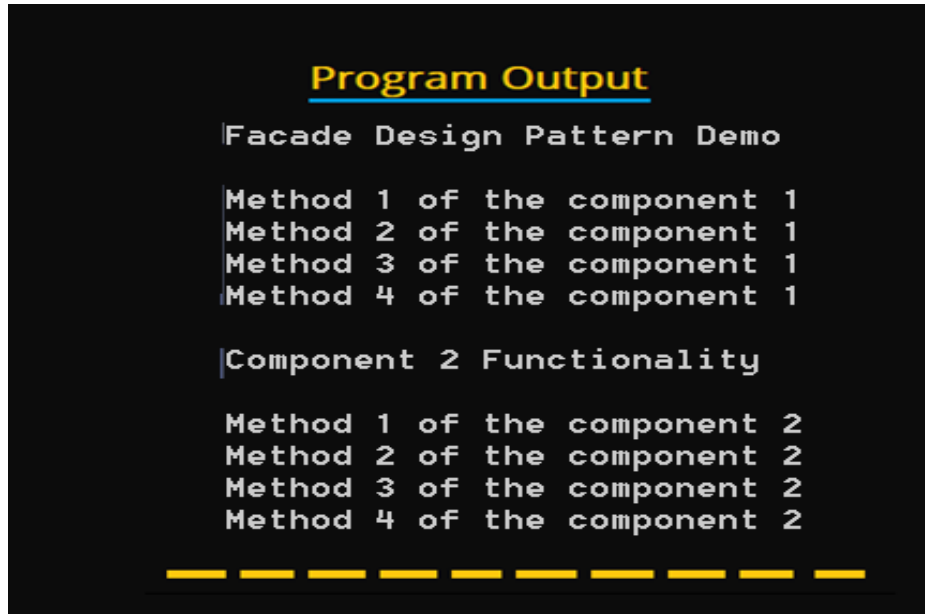 Program Output
Facade Design Pattern Demo
Method 1 of the component 1
Method 2 of the component 1
Method 3 of the component 1
Method 4 of the component 1
Component 2 Functionality
Method 1 of the component 2
Method 2 of the component 2
Method 3 of the component 2
Method 4 of the component 2